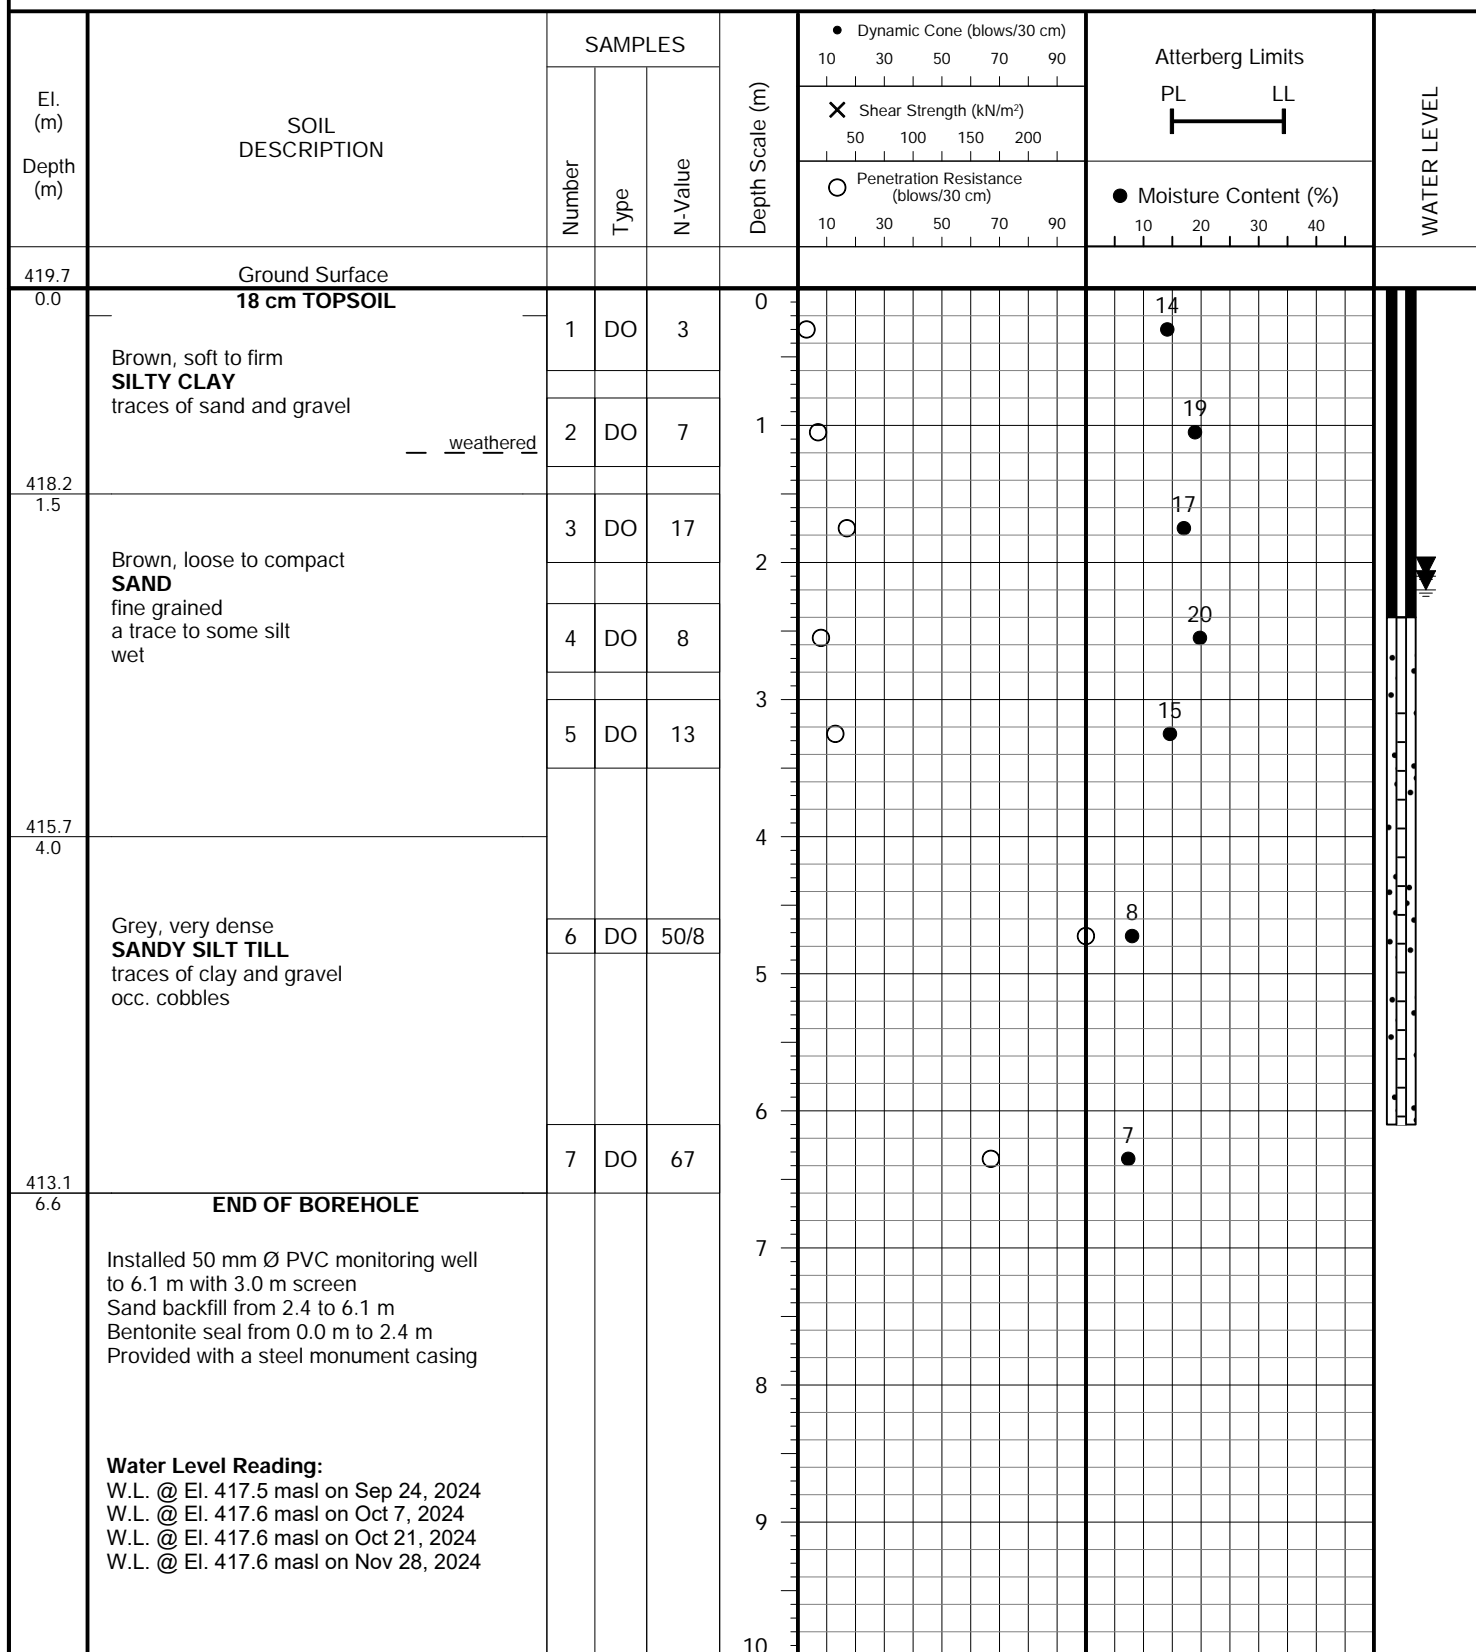 El.
(m)
Depth
(m)
SOIL
DESCRIPTION
SAMPLES
Number
Type
N-Value
Depth Scale (m)
Dynamic Cone (blows/30 cm)
10 30 50 70 90
Shear Strength (kN/m²)
50 100 150 200
Penetration Resistance
(blows/30 cm)
10 30 50 70 90
Atterberg Limits
PL LL
Moisture Content (%)
10 20 30 40
WATER LEVEL
419.7 Ground Surface
0.0 18 cm TOPSOIL 0
1 DO 3 14
Brown, soft to firm
SILTY CLAY
traces of sand and gravel
19
1
weathered 2 DO 7
418.2
1.5
17
3 DO 17
Brown, loose to compact
SAND
fine grained
a trace to some silt
wet
2
20
4 DO 8
3
15
5 DO 13
415.7
4.0
4
8
Grey, very dense
SANDY SILT TILL
traces of clay and gravel
occ. cobbles
6 DO 50/8
5
6
7
7 DO 67
413.1
6.6 END OF BOREHOLE
Installed 50 mm Ø PVC monitoring well
to 6.1 m with 3.0 m screen
Sand backfill from 2.4 to 6.1 m
Bentonite seal from 0.0 m to 2.4 m
Provided with a steel monument casing
7
8
Water Level Reading:
W.L. @ El. 417.5 masl on Sep 24, 2024
W.L. @ El. 417.6 masl on Oct 7, 2024
W.L. @ El. 417.6 masl on Oct 21, 2024
W.L. @ El. 417.6 masl on Nov 28, 2024
9
10